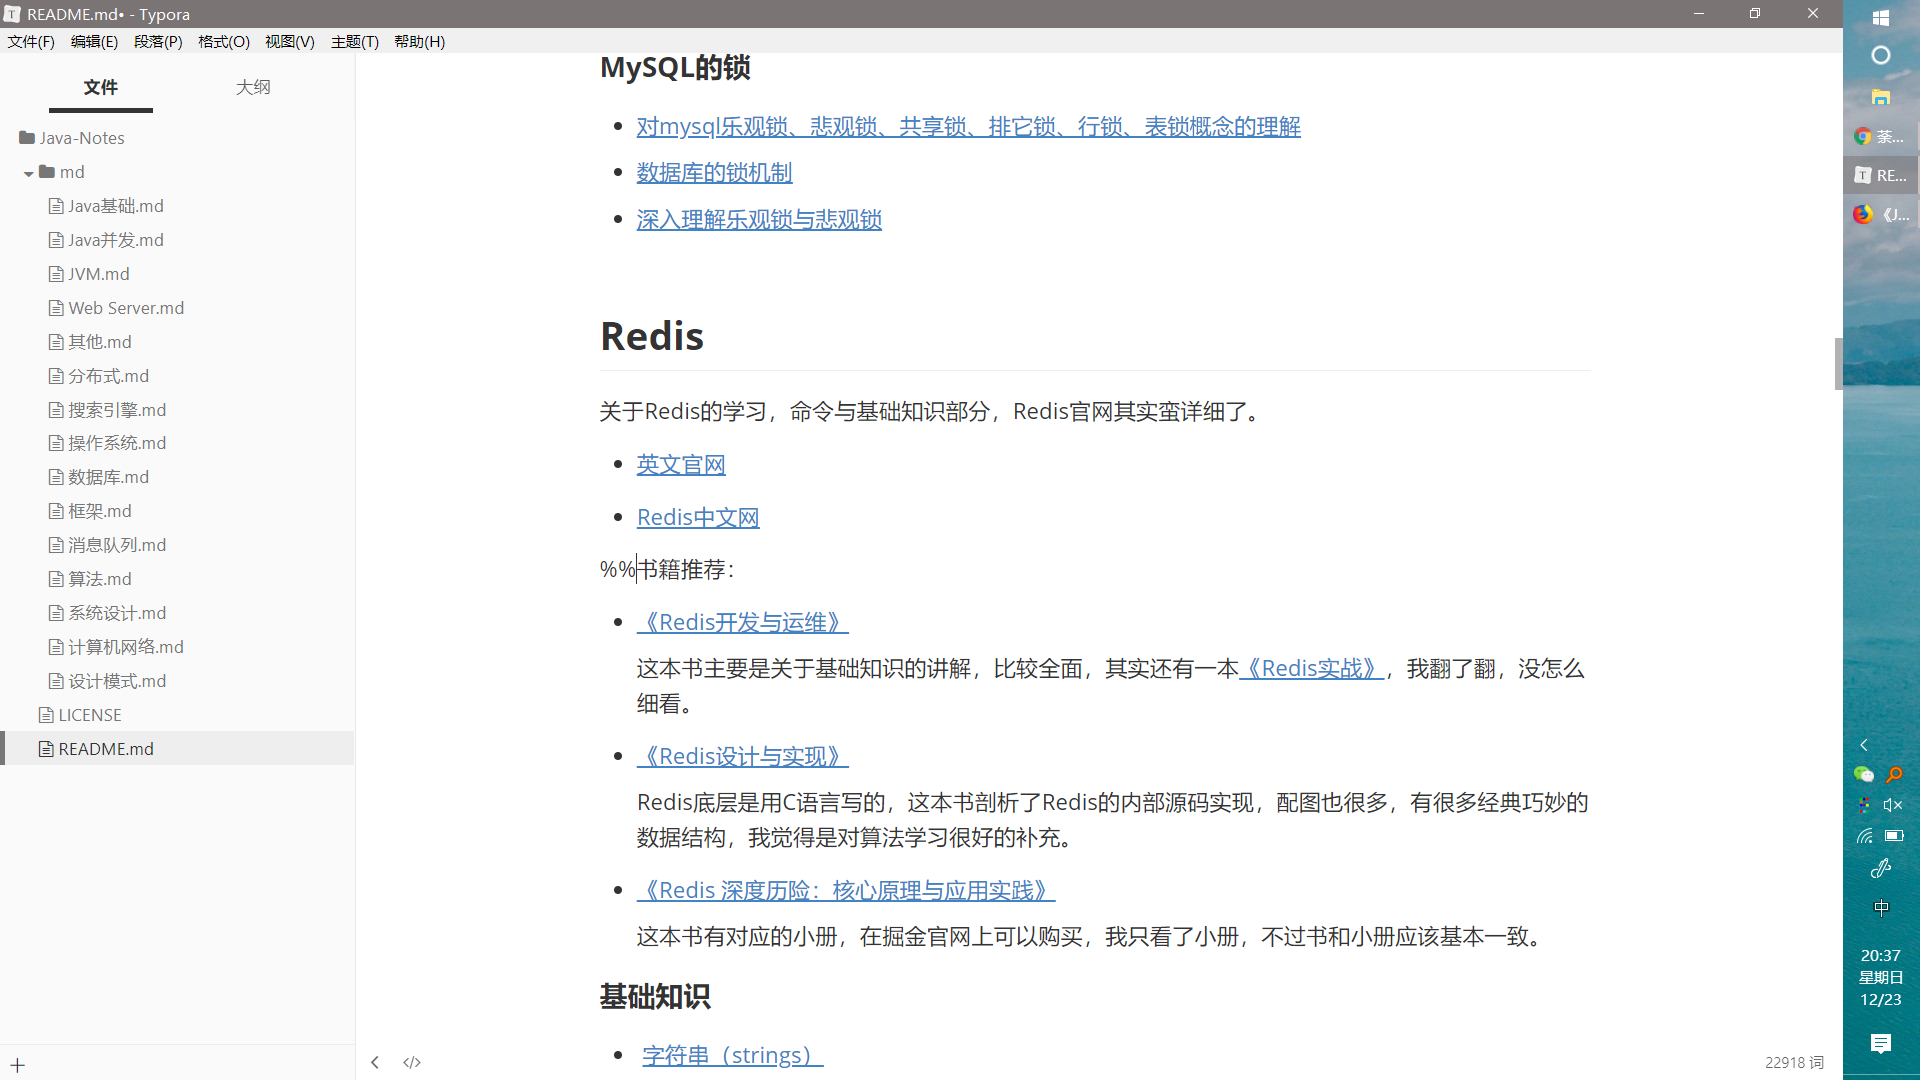 README.md• - Typora
文件(F) 编辑(E) 段落(P) 格式(O) 视图(V) 主题(T) 帮助(H)
文件 大纲
Java-Notes
md
Java基础.md
Java并发.md
JVM.md
Web Server.md
其他.md
分布式.md
搜索引擎.md
操作系统.md
数据库.md
框架.md
消息队列.md
算法.md
系统设计.md
计算机网络.md
设计模式.md
LICENSE
README.md
MySQL的锁
对mysql乐观锁、悲观锁、共享锁、排它锁、行锁、表锁概念的理解
数据库的锁机制
深入理解乐观锁与悲观锁
Redis
关于Redis的学习，命令与基础知识部分，Redis官网其实蛮详细了。
英文官网
Redis中文网
%%书籍推荐：
《Redis开发与运维》
这本书主要是关于基础知识的讲解，比较全面，其实还有一本《Redis实战》，我翻了翻，没怎么
细看。
《Redis设计与实现》
Redis底层是用C语言写的，这本书剖析了Redis的内部源码实现，配图也很多，有很多经典巧妙的
数据结构，我觉得是对算法学习很好的补充。
《Redis 深度历险：核心原理与应用实践》
这本书有对应的小册，在掘金官网上可以购买，我只看了小册，不过书和小册应该基本一致。
基础知识
字符串（strings）
22918 词
荃...
RE...
《J...
中
20:37
星期日
12/23